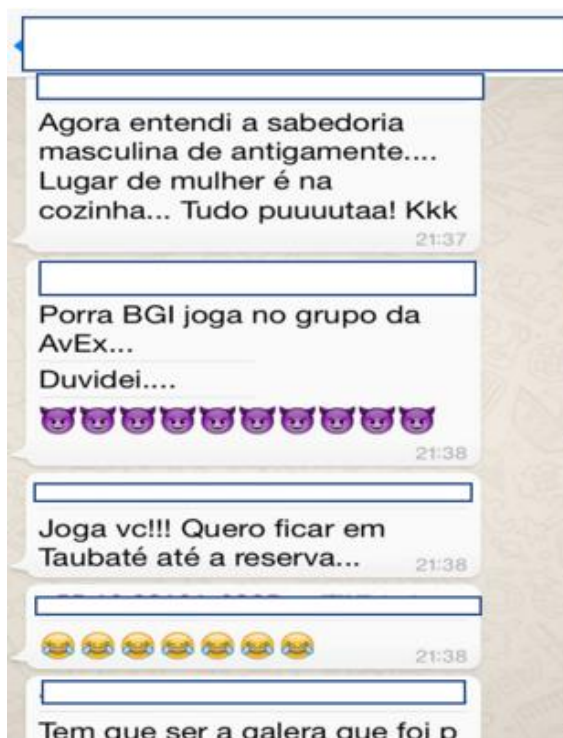 Agora entendi a sabedoria
masculina de antigamente....
Lugar de mulher é na
cozinha... Tudo puuuutaa! Kkk
21:37
Porra BGI joga no grupo da
AvEx...
Duvidei....
😈😈😈😈😈😈😈😈😈😈
21:38
Joga vc!!! Quero ficar em
Taubaté até a reserva...
21:38
😂😂😂😂😂😂😂
21:38
Tem que ser a galera que foi p